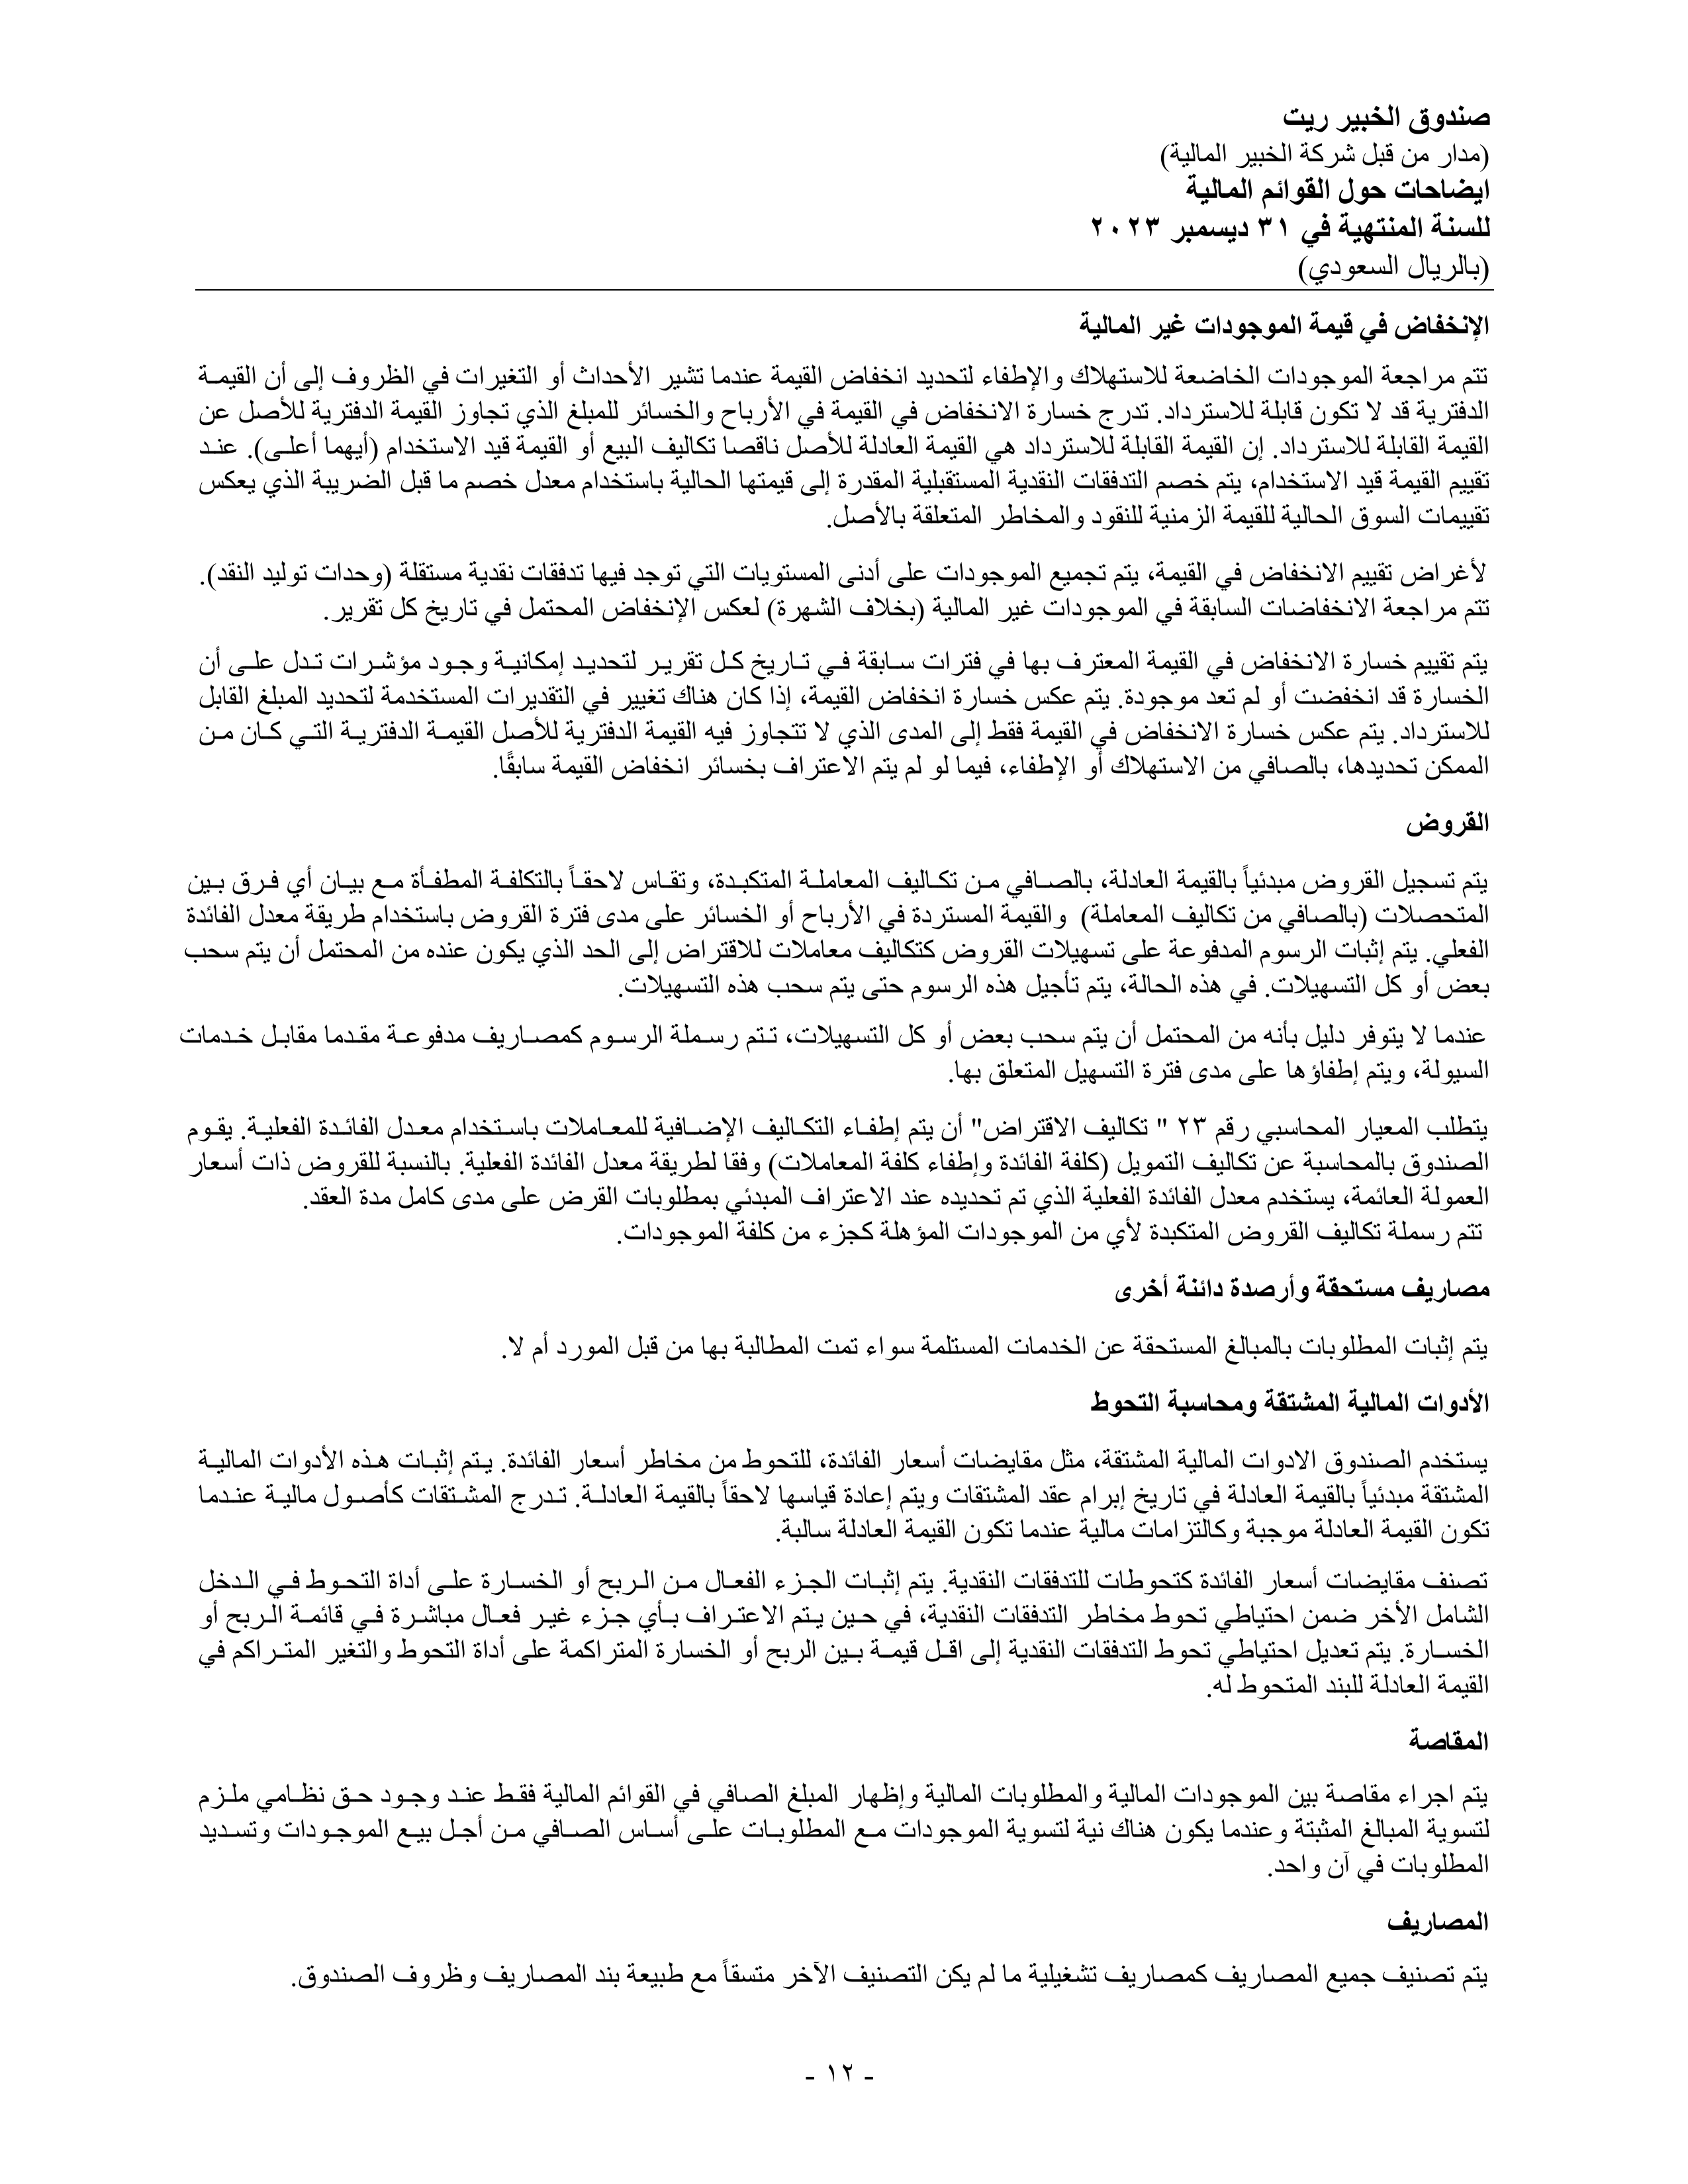 صندوق الخبير ريت
(مدار من قبل شركة الخبير المالية)
ايضاحات حول القوائم المالية
للسنة المنتهية في ٣١ ديسمبر ٢٠٢٣
(بالريال السعودي)
الإنخفاض في قيمة الموجودات غير المالية
تتم مراجعة الموجودات الخاضعة للاستهلاك والإطفاء لتحديد انخفاض القيمة عندما تشير الأحداث أو التغيرات في الظروف إلى أن القيمة
الدفترية قد لا تكون قابلة للاسترداد. تدرج خسارة الانخفاض في القيمة في الأرباح والخسائر للمبلغ الذي تجاوز القيمة الدفترية للأصل عن
القيمة القابلة للاسترداد. إن القيمة القابلة للاسترداد هي القيمة العادلة للأصل ناقصا تكاليف البيع أو القيمة قيد الاستخدام (أيهما أعلى). عند
تقييم القيمة قيد الاستخدام، يتم خصم التدفقات النقدية المستقبلية المقدرة إلى قيمتها الحالية باستخدام معدل خصم ما قبل الضريبة الذي يعكس
تقييمات السوق الحالية للقيمة الزمنية للنقود والمخاطر المتعلقة بالأصل.
لأغراض تقييم الانخفاض في القيمة، يتم تجميع الموجودات على أدنى المستويات التي توجد فيها تدفقات نقدية مستقلة (وحدات توليد النقد).
تتم مراجعة الانخفاضات السابقة في الموجودات غير المالية (بخلاف الشهرة) لعكس الإنخفاض المحتمل في تاريخ كل تقرير.
يتم تقييم خسارة الانخفاض في القيمة المعترف بها في فترات سابقة في تاريخ كل تقرير لتحديد إمكانية وجود مؤشرات تدل على أن
الخسارة قد انخفضت أو لم تعد موجودة. يتم عكس خسارة انخفاض القيمة، إذا كان هناك تغيير في التقديرات المستخدمة لتحديد المبلغ القابل
للاسترداد. يتم عكس خسارة الانخفاض في القيمة فقط إلى المدى الذي لا تتجاوز فيه القيمة الدفترية للأصل القيمة الدفترية التي كان من
الممكن تحديدها، بالصافي من الاستهلاك أو الإطفاء، فيما لو لم يتم الاعتراف بخسائر انخفاض القيمة سابقًا.
القروض
يتم تسجيل القروض مبدئياً بالقيمة العادلة، بالصافي من تكاليف المعاملة المتكبدة، وتقاس لاحقاً بالتكلفة المطفأة مع بيان أي فرق بين
المتحصلات (بالصافي من تكاليف المعاملة) والقيمة المستردة في الأرباح أو الخسائر على مدى فترة القروض باستخدام طريقة معدل الفائدة
الفعلي. يتم إثبات الرسوم المدفوعة على تسهيلات القروض كتكاليف معاملات للاقتراض إلى الحد الذي يكون عنده من المحتمل أن يتم سحب
بعض أو كل التسهيلات. في هذه الحالة، يتم تأجيل هذه الرسوم حتى يتم سحب هذه التسهيلات.
عندما لا يتوفر دليل بأنه من المحتمل أن يتم سحب بعض أو كل التسهيلات، تتم رسملة الرسوم كمصاريف مدفوعة مقدما مقابل خدمات
السيولة، ويتم إطفاؤها على مدى فترة التسهيل المتعلق بها.
يتطلب المعيار المحاسبي رقم ٢٣ " تكاليف الاقتراض" أن يتم إطفاء التكاليف الإضافية للمعاملات باستخدام معدل الفائدة الفعلية. يقوم
الصندوق بالمحاسبة عن تكاليف التمويل (كلفة الفائدة وإطفاء كلفة المعاملات) وفقا لطريقة معدل الفائدة الفعلية. بالنسبة للقروض ذات أسعار
العمولة العائمة، يستخدم معدل الفائدة الفعلية الذي تم تحديده عند الاعتراف المبدئي بمطلوبات القرض على مدى كامل مدة العقد.
تتم رسملة تكاليف القروض المتكبدة لأي من الموجودات المؤهلة كجزء من كلفة الموجودات.
مصاريف مستحقة وأرصدة دائنة أخرى
يتم إثبات المطلوبات بالمبالغ المستحقة عن الخدمات المستلمة سواء تمت المطالبة بها من قبل المورد أم لا.
الأدوات المالية المشتقة ومحاسبة التحوط
يستخدم الصندوق الادوات المالية المشتقة، مثل مقايضات أسعار الفائدة، للتحوط من مخاطر أسعار الفائدة. يتم إثبات هذه الأدوات المالية
المشتقة مبدئياً بالقيمة العادلة في تاريخ إبرام عقد المشتقات ويتم إعادة قياسها لاحقاً بالقيمة العادلة. تدرج المشتقات كأصول مالية عندما
تكون القيمة العادلة موجبة وكالتزامات مالية عندما تكون القيمة العادلة سالبة.
تصنف مقايضات أسعار الفائدة كتحوطات للتدفقات النقدية. يتم إثبات الجزء الفعال من الربح أو الخسارة على أداة التحوط في الدخل
الشامل الأخر ضمن احتياطي تحوط مخاطر التدفقات النقدية، في حين يتم الاعتراف بأي جزء غير فعال مباشرة في قائمة الربح أو
الخسارة. يتم تعديل احتياطي تحوط التدفقات النقدية إلى اقل قيمة بين الربح أو الخسارة المتراكمة على أداة التحوط والتغير المتراكم في
القيمة العادلة للبند المتحوط له.
المقاصة
يتم اجراء مقاصة بين الموجودات المالية والمطلوبات المالية وإظهار المبلغ الصافي في القوائم المالية فقط عند وجود حق نظامي ملزم
لتسوية المبالغ المثبتة وعندما يكون هناك نية لتسوية الموجودات مع المطلوبات على أساس الصافي من أجل بيع الموجودات وتسديد
المطلوبات في آن واحد.
المصاريف
يتم تصنيف جميع المصاريف كمصاريف تشغيلية ما لم يكن التصنيف الآخر متسقاً مع طبيعة بند المصاريف وظروف الصندوق.
- ١٢ -